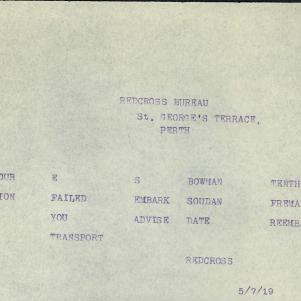 REDCROSS BUREAU
St. GEORGE'S TERRACE,
PERTH
OUR E S BOWMAN TENTH
ION FAILED EMBARK SOUDAN FREMA
YOU ADVISE DATE REEMB
TRANSPORT
REDCROSS
5/7/19